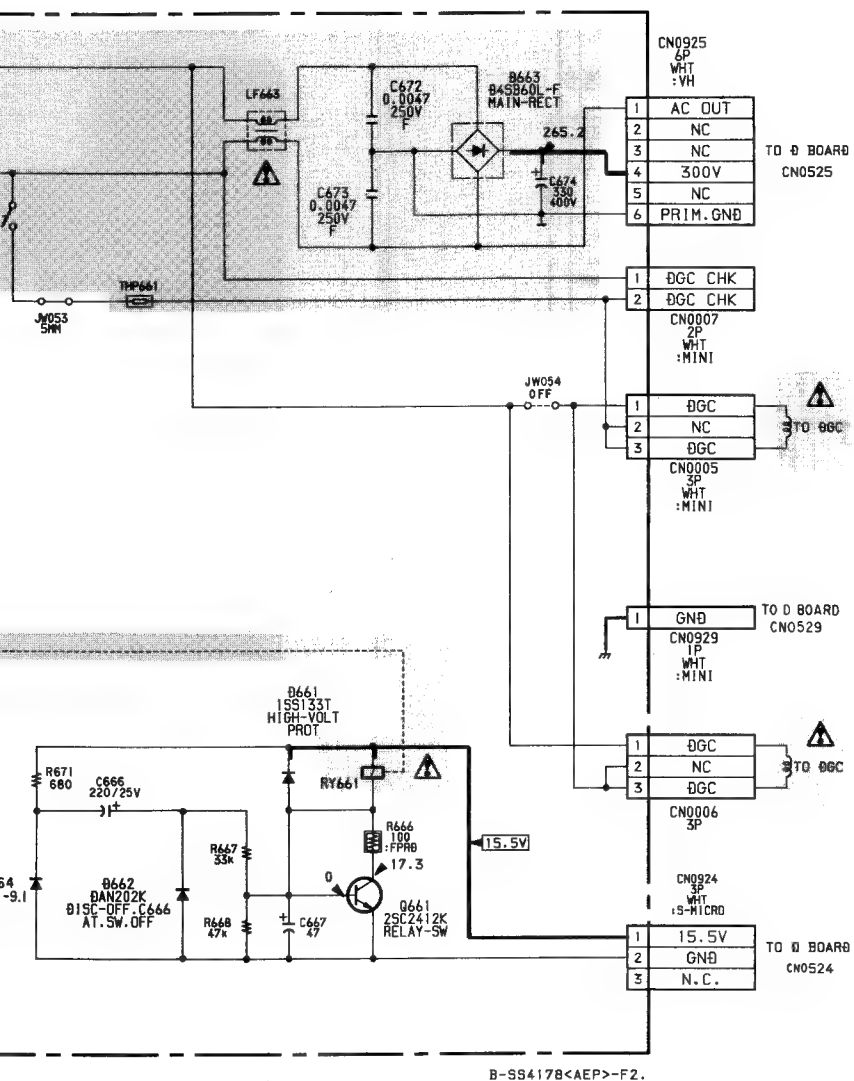 CN0925
6P
WHT
:VH
LF663
C672
0.0047
250V
F
D663
D4SB60L-F
MAIN-RECT
265.2
1 AC OUT
2 NC
3 NC
4 300V
5 NC
6 PRIM.GND
TO D BOARD
CN0525
C673
0.0047
250V
F
+
C674
330
400V
THP661
JW053
5MM
1 DGC CHK
2 DGC CHK
CN0007
2P
WHT
:MINI
JW054
OFF
1 DGC
2 NC
3 DGC
TO DGC
CN0005
3P
WHT
:MINI
1 GND
TO D BOARD
CN0529
CN0929
1P
WHT
:MINI
D661
1SS133T
HIGH-VOLT
PROT
RY661
1 DGC
2 NC
3 DGC
TO DGC
CN0006
3P
R671
680
C666
220/25V
+
R667
33k
R666
100
:FPRD
15.5V
17.3
0
64
-9.1
D662
DAN202K
DISC-OFF.C666
AT.SW.OFF
R668
47k
+
C667
47
Q661
2SC2412K
RELAY-SW
CN0924
3P
WHT
:S-MICRO
1 15.5V
2 GND
3 N.C.
TO D BOARD
CN0524
B-SS4178<AEP>-F2.